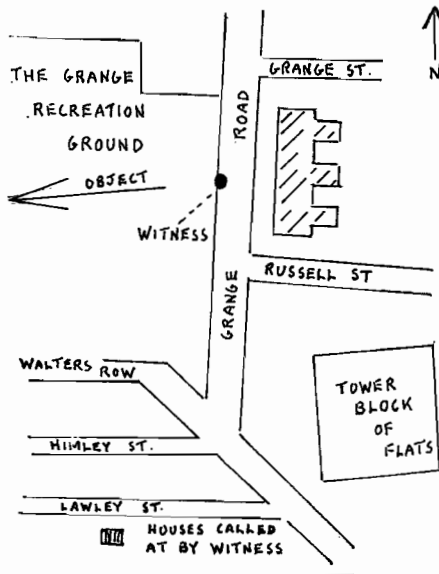 THE GRANGE
RECREATION
GROUND
GRANGE ST.
N
ROAD
OBJECT
WITNESS
GRANGE
RUSSELL ST
WALTERS
ROW
TOWER
BLOCK
OF
FLATS
HIMLEY ST.
LAWLEY ST.
HOUSES CALLED
AT BY WITNESS